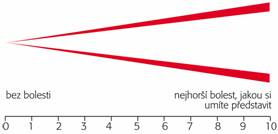 bez bolesti
nejhorší bolest, jakou si
umíte představit
0 1 2 3 4 5 6 7 8 9 10